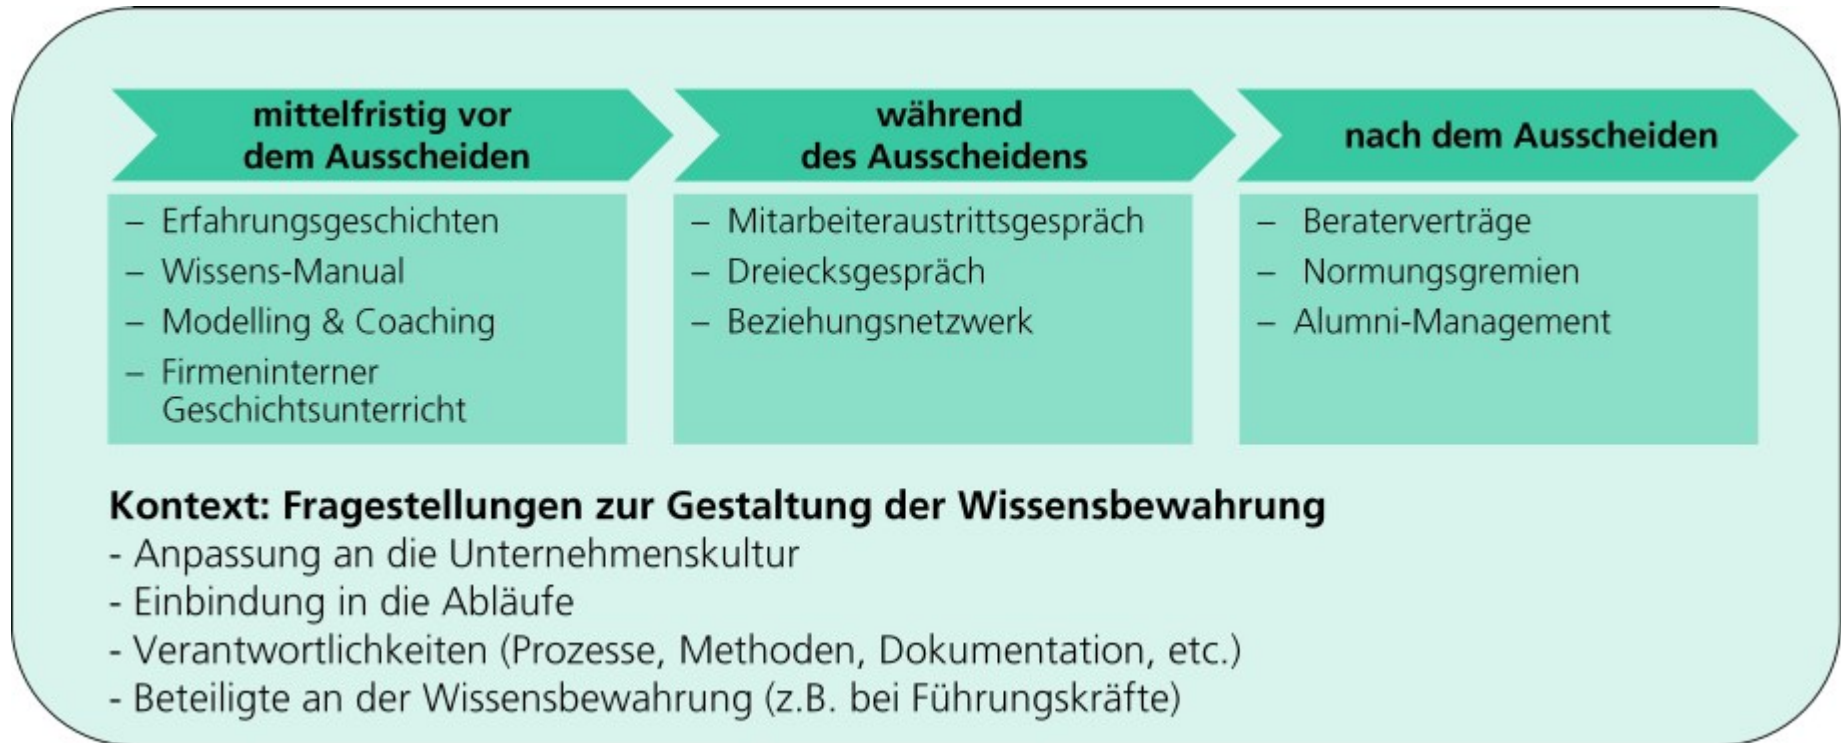 mittelfristig vor
dem Ausscheiden
– Erfahrungsgeschichten
– Wissens-Manual
– Modelling & Coaching
– Firmeninterner
Geschichtsunterricht
während
des Ausscheidens
– Mitarbeiteraustrittsgespräch
– Dreiecksgespräch
– Beziehungsnetzwerk
nach dem Ausscheiden
– Beraterverträge
– Normungsgremien
– Alumni-Management
Kontext: Fragestellungen zur Gestaltung der Wissensbewahrung
- Anpassung an die Unternehmenskultur
- Einbindung in die Abläufe
- Verantwortlichkeiten (Prozesse, Methoden, Dokumentation, etc.)
- Beteiligte an der Wissensbewahrung (z.B. bei Führungskräfte)